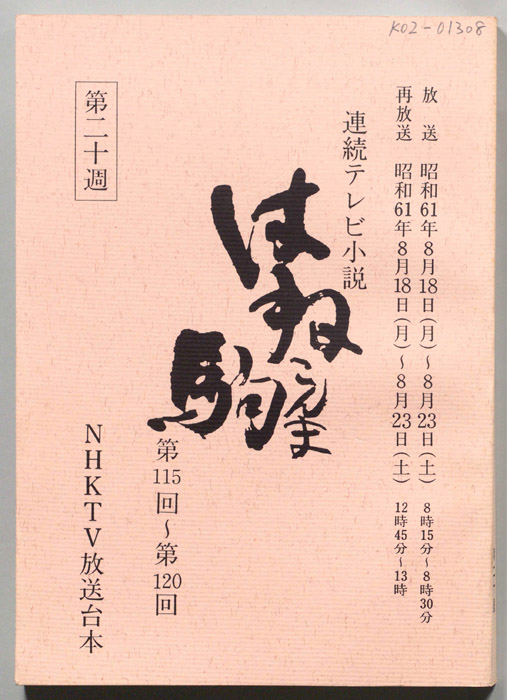 K02-01308
放送 昭和61年8月18日(月)～8月23日(土) 8時15分～8時30分
再放送 昭和61年8月18日(月)～8月23日(土) 12時45分～13時
連続テレビ小説
はね駒
こんま
第115回～第120回
第二十週
NHKTV放送台本